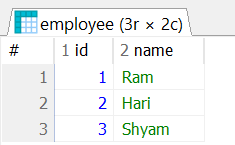 employee (3r × 2c)
# 1 id 2 name
1 1 Ram
2 2 Hari
3 3 Shyam